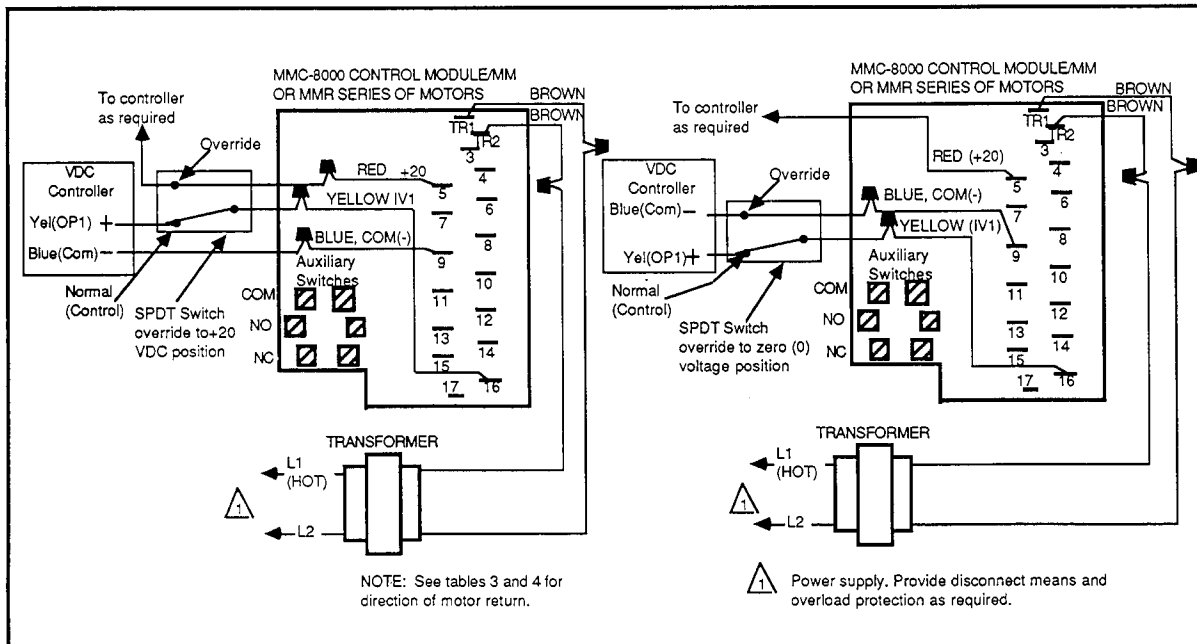 MMC-8000 CONTROL MODULE/MM
OR MMR SERIES OF MOTORS
BROWN
BROWN
To controller
as required
Override
TR1
TR2
3
VDC
Controller
RED +20
4
5
YELLOW IV1
6
Yel(OP1) +
7
BLUE, COM(-)
8
Blue(Com) -
9
Auxiliary
Switches
10
Normal
(Control)
COM
11
NO
12
SPDT Switch
override to+20
VDC position
13
NC
14
15
16
17
TRANSFORMER
L1
(HOT)
1
L2
NOTE: See tables 3 and 4 for
direction of motor return.
MMC-8000 CONTROL MODULE/MM
OR MMR SERIES OF MOTORS
BROWN
BROWN
To controller
as required
TR1
R2
3
RED (+20)
VDC
Controller
Override
4
5
Blue(Com) -
BLUE, COM(-)
6
7
YELLOW (IV1)
8
Yel(OP1) +
9
Auxiliary
Switches
10
Normal
(Control)
COM
11
NO
12
SPDT Switch
override to zero (0)
voltage position
13
NC
14
15
16
17
TRANSFORMER
L1
(HOT)
1
L2
1 Power supply. Provide disconnect means and
overload protection as required.